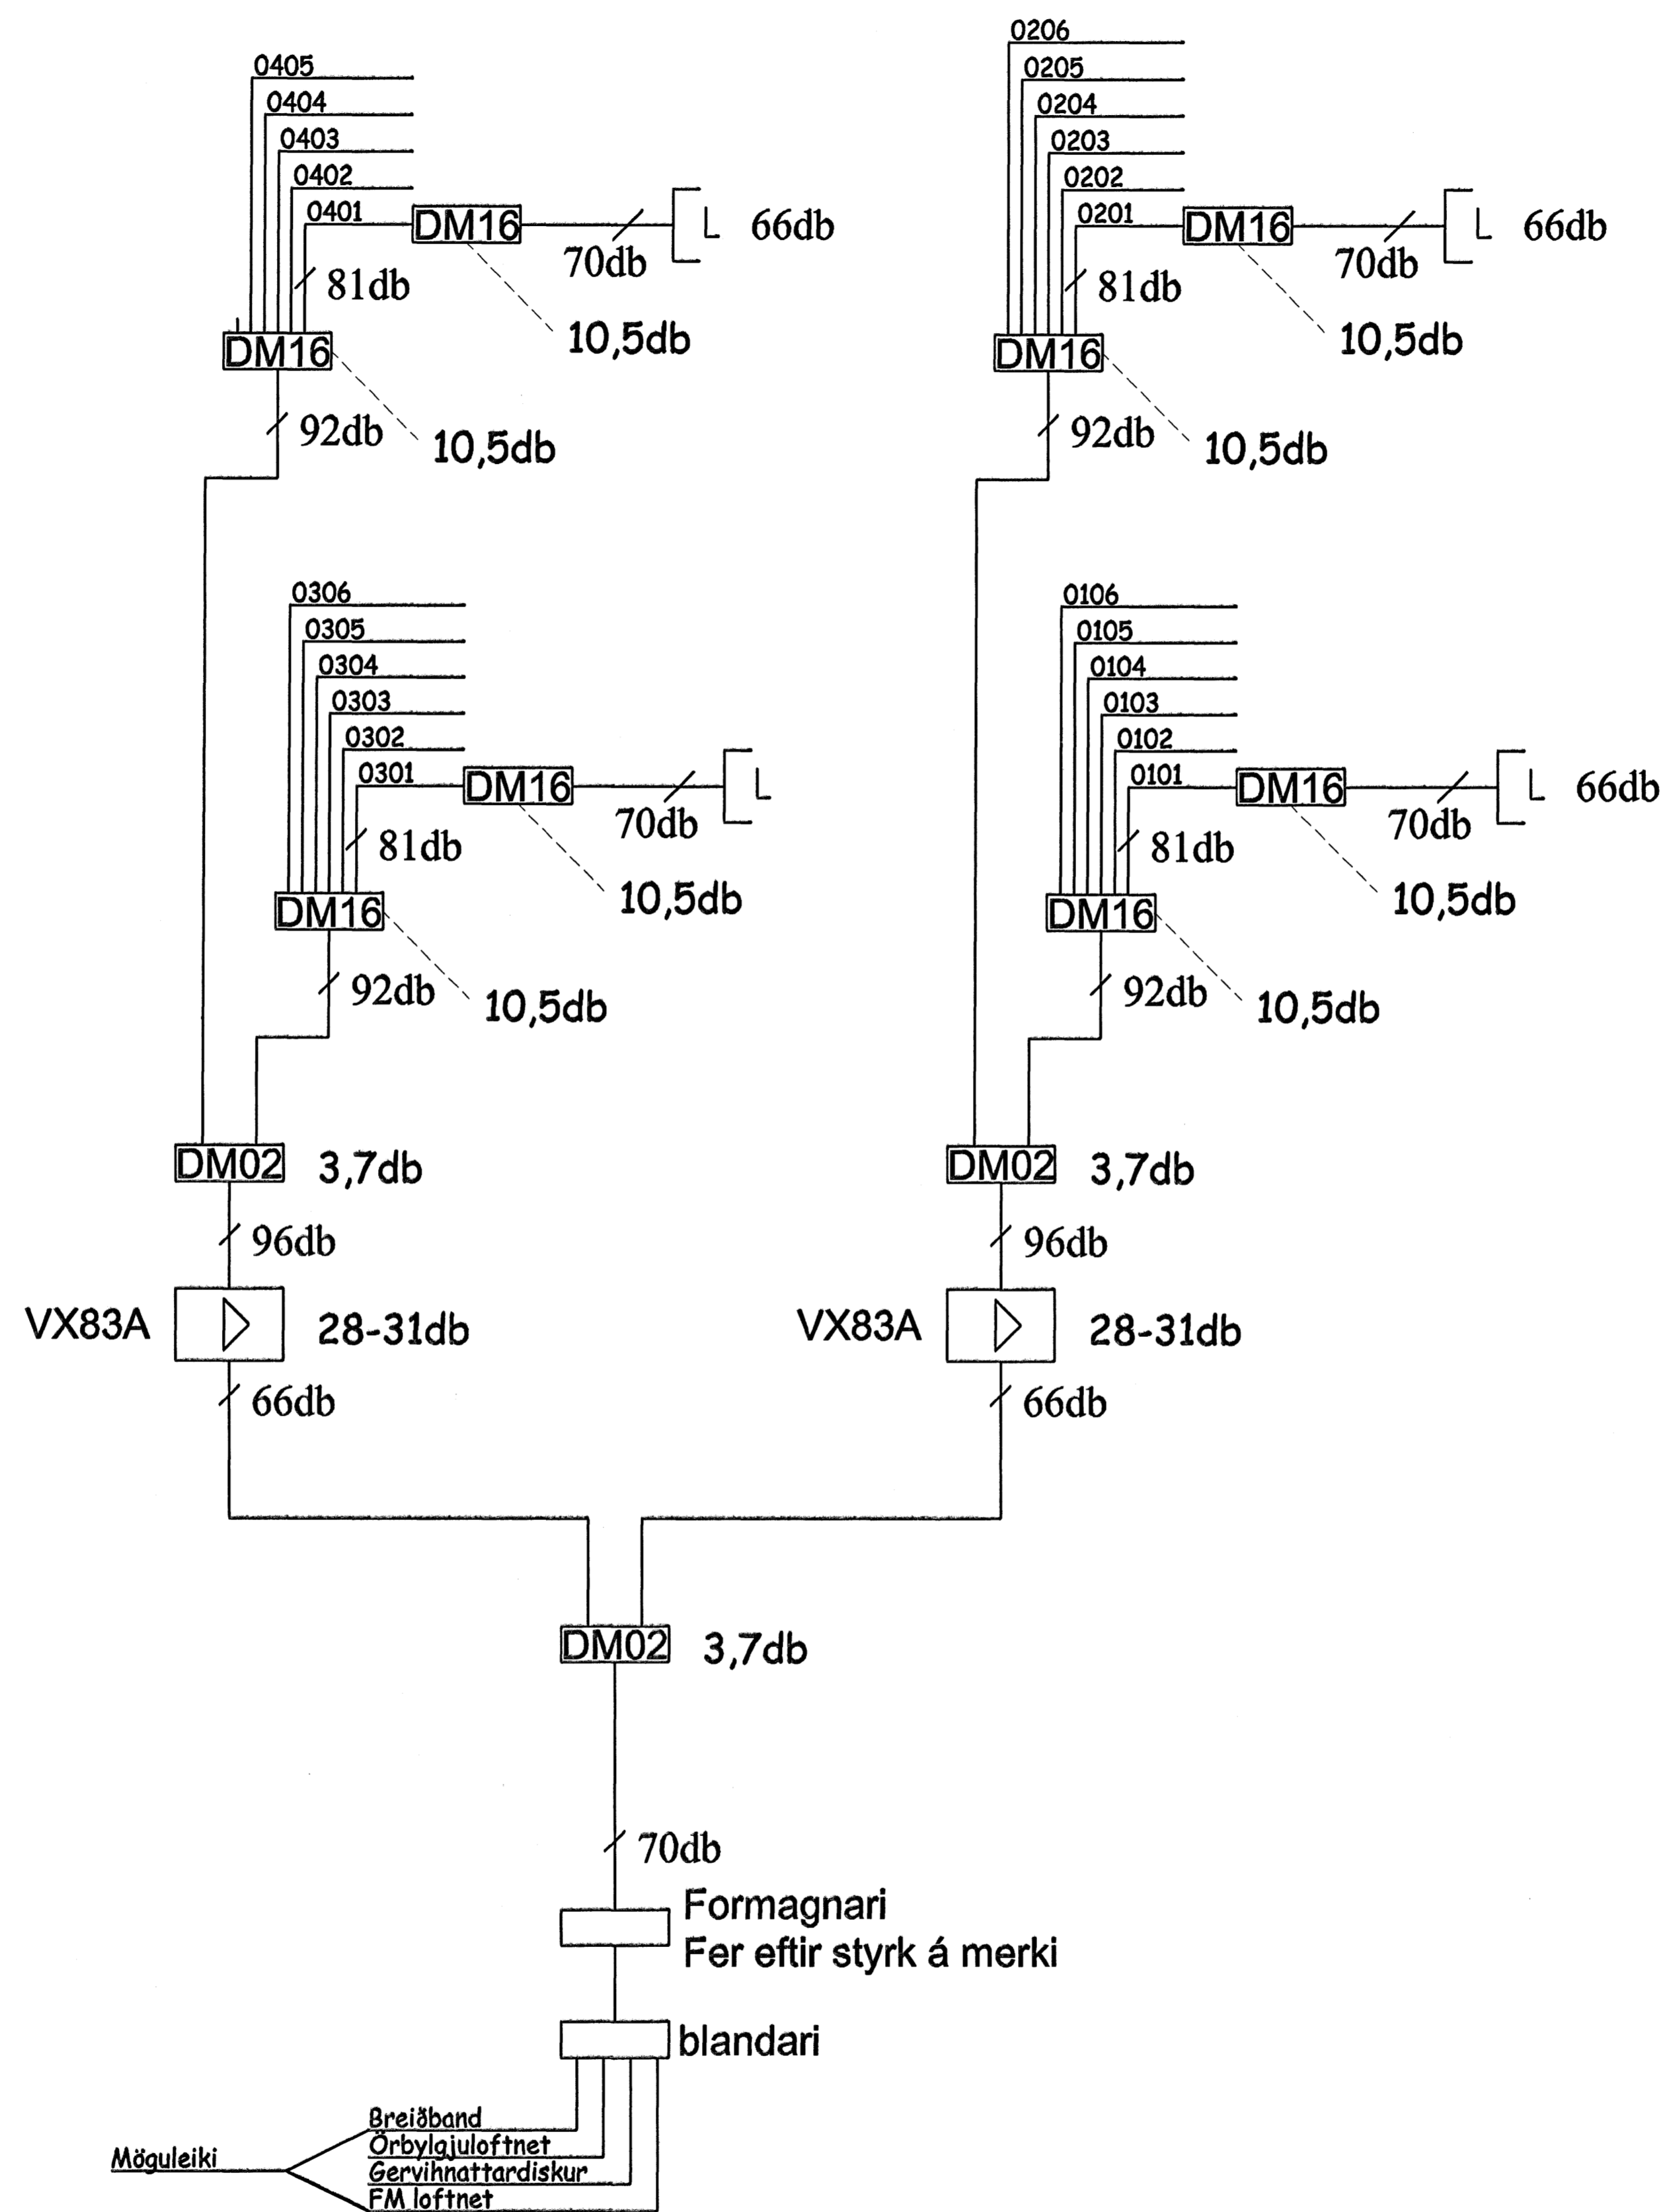 0405
0404
0403
0402
0401
DM16
70db
L
66db
81db
10,5db
DM16
92db
10,5db
0206
0205
0204
0203
0202
0201
DM16
70db
L
66db
81db
10,5db
DM16
92db
10,5db
0306
0305
0304
0303
0302
0301
DM16
70db
L
81db
10,5db
DM16
92db
10,5db
0106
0105
0104
0103
0102
0101
DM16
70db
L
66db
81db
10,5db
DM16
92db
10,5db
DM02
3,7db
96db
VX83A
28-31db
66db
DM02
3,7db
96db
VX83A
28-31db
66db
DM02
3,7db
70db
Formagnari
Fer eftir styrk á merki
blandari
Möguleiki
Breiðband
Örbylgjuloftnet
Gervihnattardiskur
FM loftnet